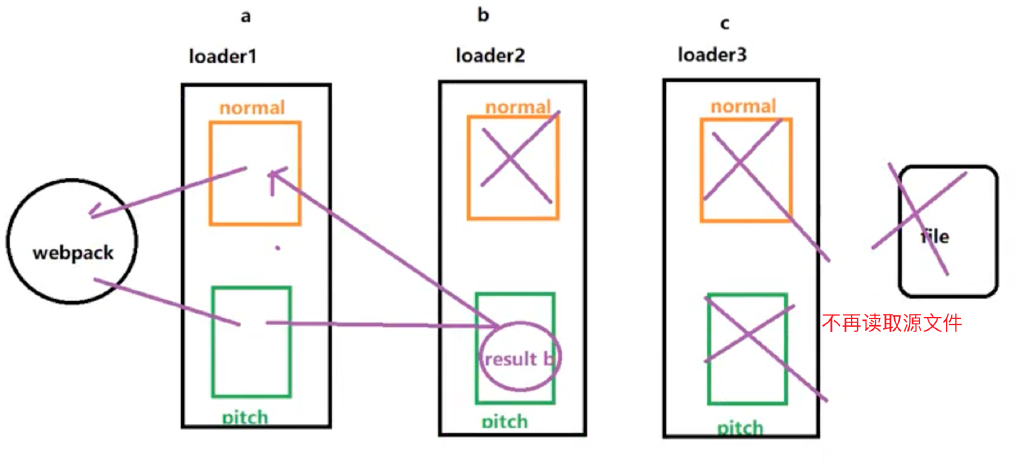 a
b
c
loader1
loader2
loader3
normal
normal
normal
webpack
file
result b
不再读取源文件
pitch
pitch
pitch